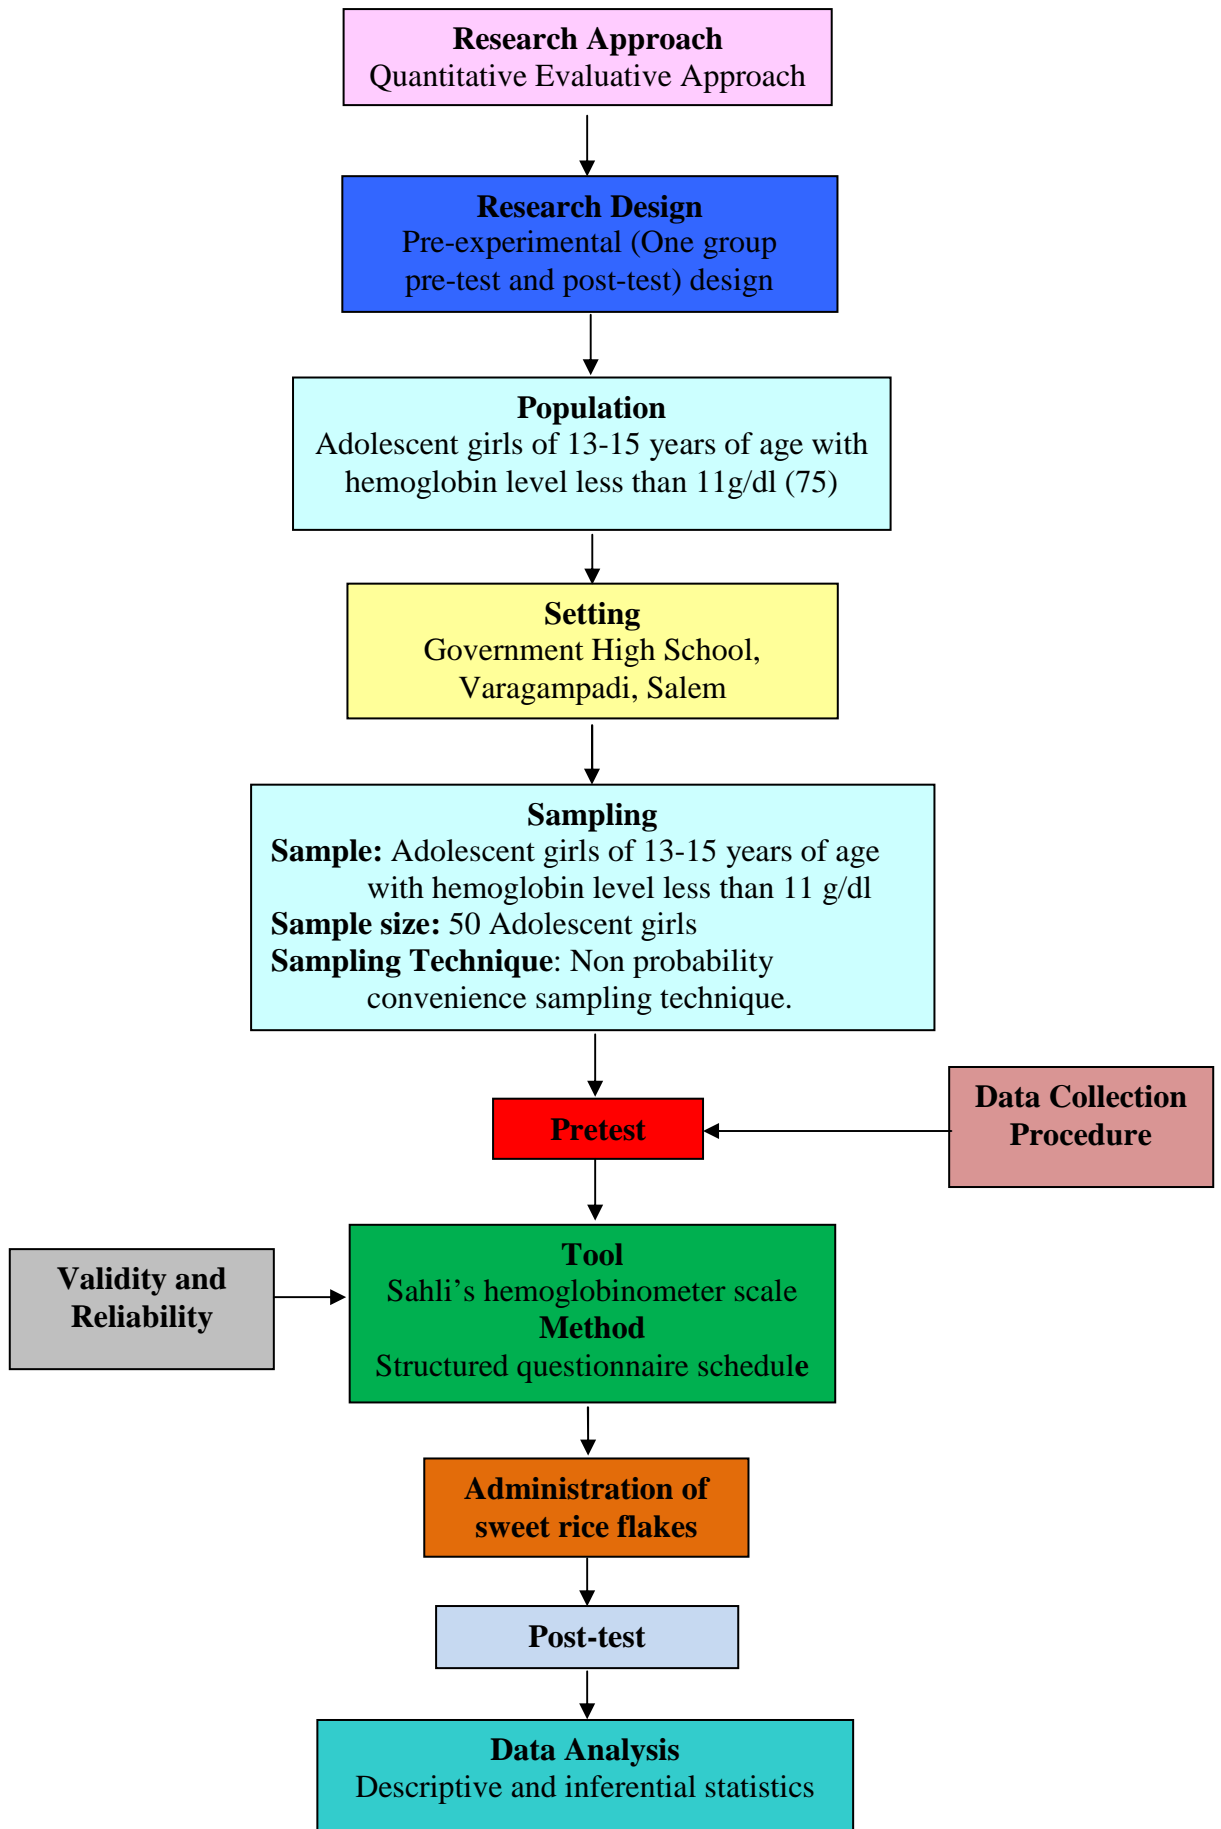 Research Approach
Quantitative Evaluative Approach
Research Design
Pre-experimental (One group
pre-test and post-test) design
Population
Adolescent girls of 13-15 years of age with
hemoglobin level less than 11g/dl (75)
Setting
Government High School,
Varagampadi, Salem
Sampling
Sample: Adolescent girls of 13-15 years of age
with hemoglobin level less than 11 g/dl
Sample size: 50 Adolescent girls
Sampling Technique: Non probability
convenience sampling technique.
Pretest
Data Collection
Procedure
Validity and
Reliability
Tool
Sahli’s hemoglobinometer scale
Method
Structured questionnaire schedule
Administration of
sweet rice flakes
Post-test
Data Analysis
Descriptive and inferential statistics